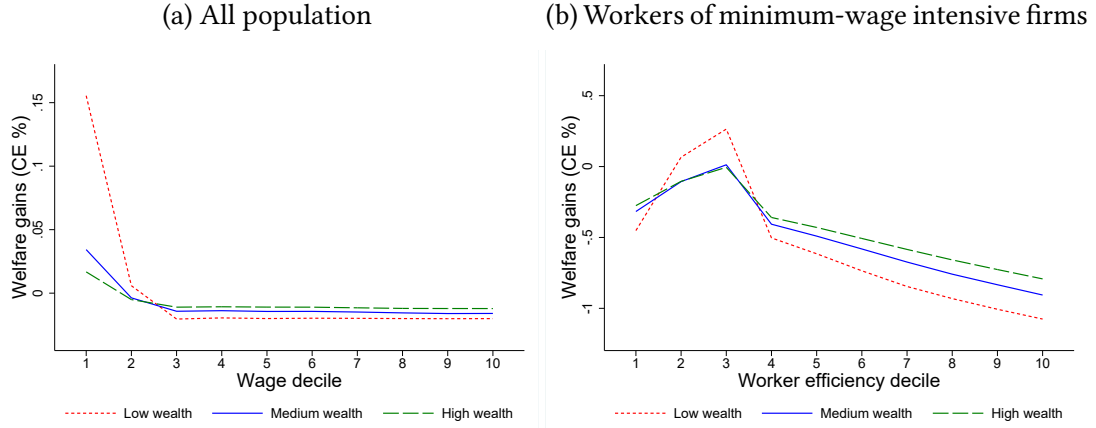 (a) All population
(b) Workers of minimum-wage intensive firms
Welfare gains (CE %)
.15
.1
.05
0
1 2 3 4 5 6 7 8 9 10
Wage decile
Low wealth Medium wealth High wealth
Welfare gains (CE %)
.5
0
-.5
-1
1 2 3 4 5 6 7 8 9 10
Worker efficiency decile
Low wealth Medium wealth High wealth